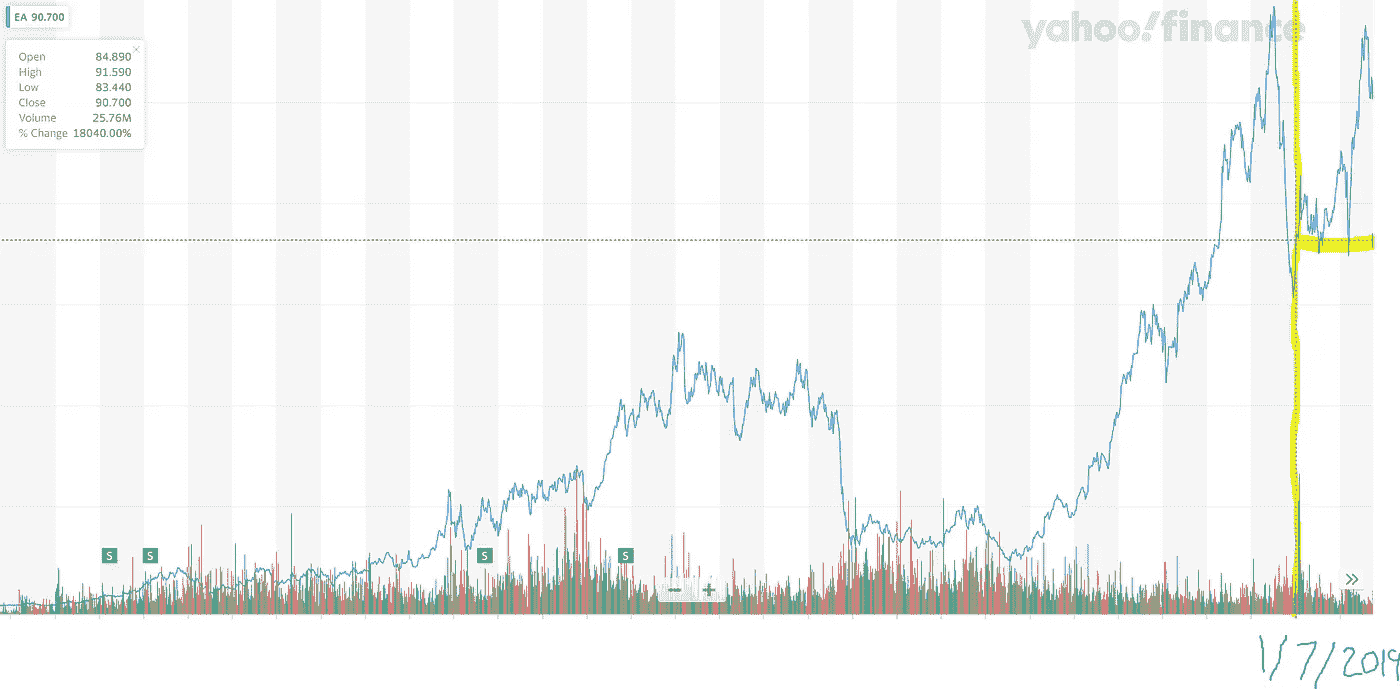 EA 90.700
yahoo!finance
Open 84.890
High 91.590
Low 83.440
Close 90.700
Volume 25.76M
% Change 18040.00%
S S S S
1/7/2019